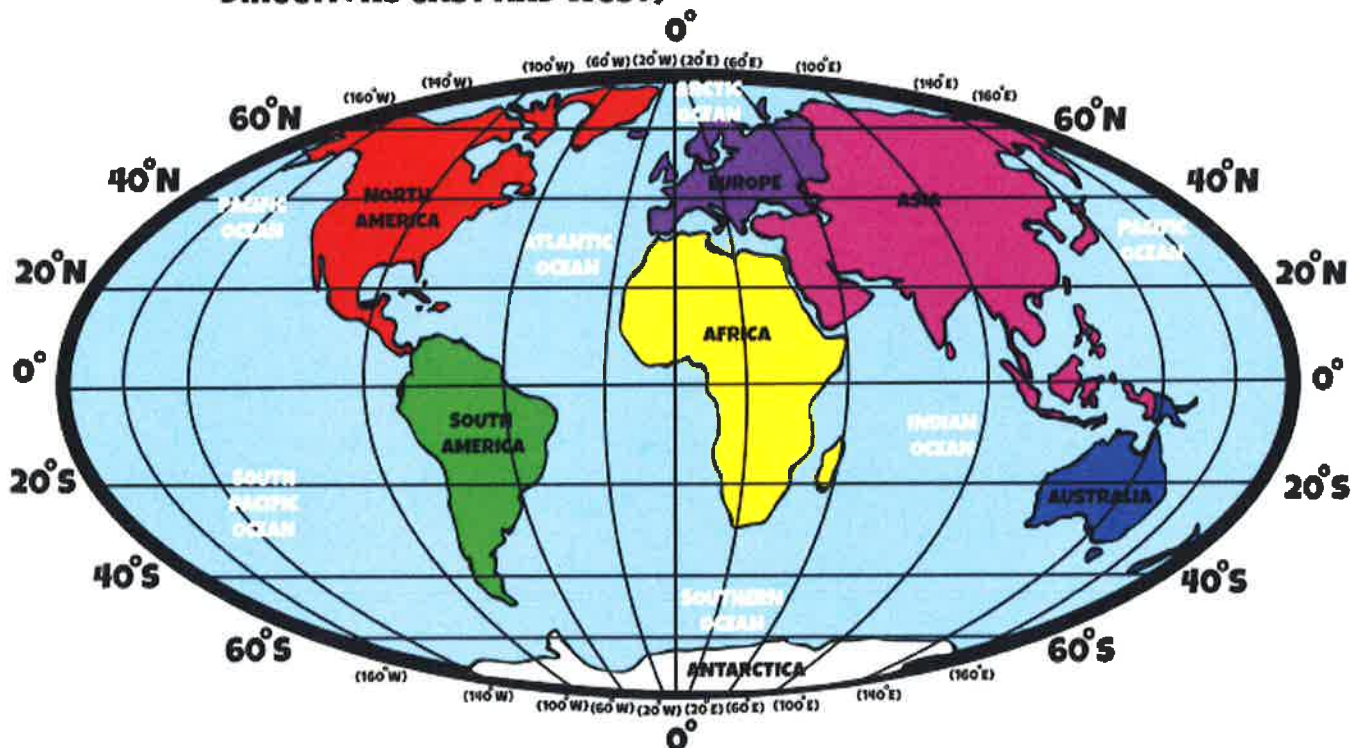 0°
(160°W) (140°W) (100°W) (60°W) (20°W) (20°E) (60°E) (100°E) (140°E) (160°E)
60°N 60°N
40°N 40°N
20°N 20°N
0° 0°
20°S 20°S
40°S 40°S
60°S 60°S
ARCTIC
OCEAN
NORTH
AMERICA
EUROPE
ASIA
PACIFIC
OCEAN
ATLANTIC
OCEAN
PACIFIC
OCEAN
AFRICA
SOUTH
AMERICA
INDIAN
OCEAN
SOUTH
PACIFIC
OCEAN
AUSTRALIA
SOUTHERN
OCEAN
ANTARCTICA
(160°W) (140°W) (100°W) (60°W) (20°W) (20°E) (60°E) (100°E) (140°E) (160°E)
0°